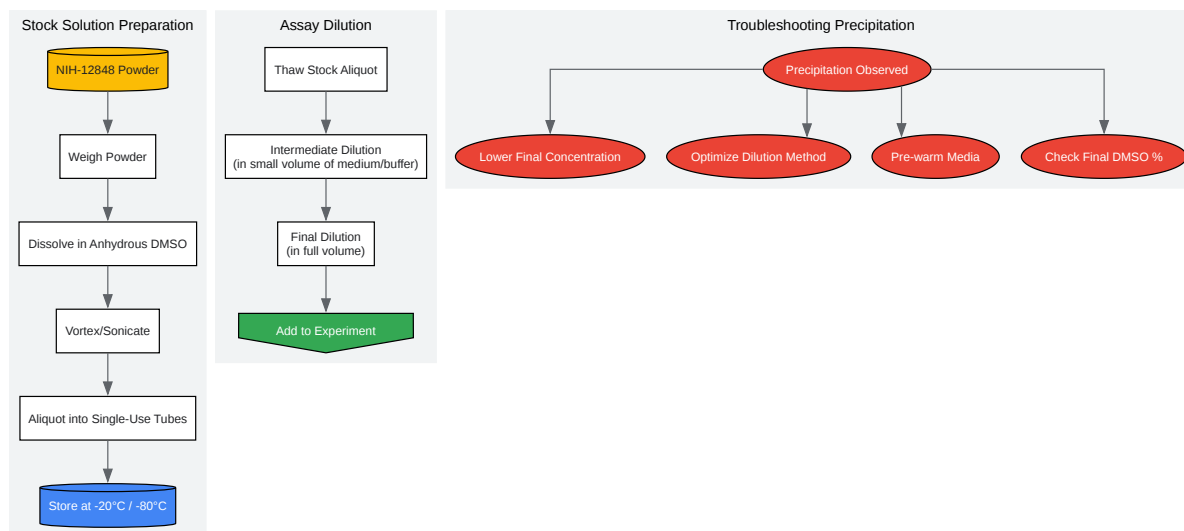 Stock Solution Preparation
NIH-12848 Powder
Weigh Powder
Dissolve in Anhydrous DMSO
Vortex/Sonicate
Aliquot into Single-Use Tubes
Store at -20°C / -80°C
Assay Dilution
Thaw Stock Aliquot
Intermediate Dilution
(in small volume of medium/buffer)
Final Dilution
(in full volume)
Add to Experiment
Troubleshooting Precipitation
Precipitation Observed
Lower Final Concentration
Optimize Dilution Method
Pre-warm Media
Check Final DMSO %